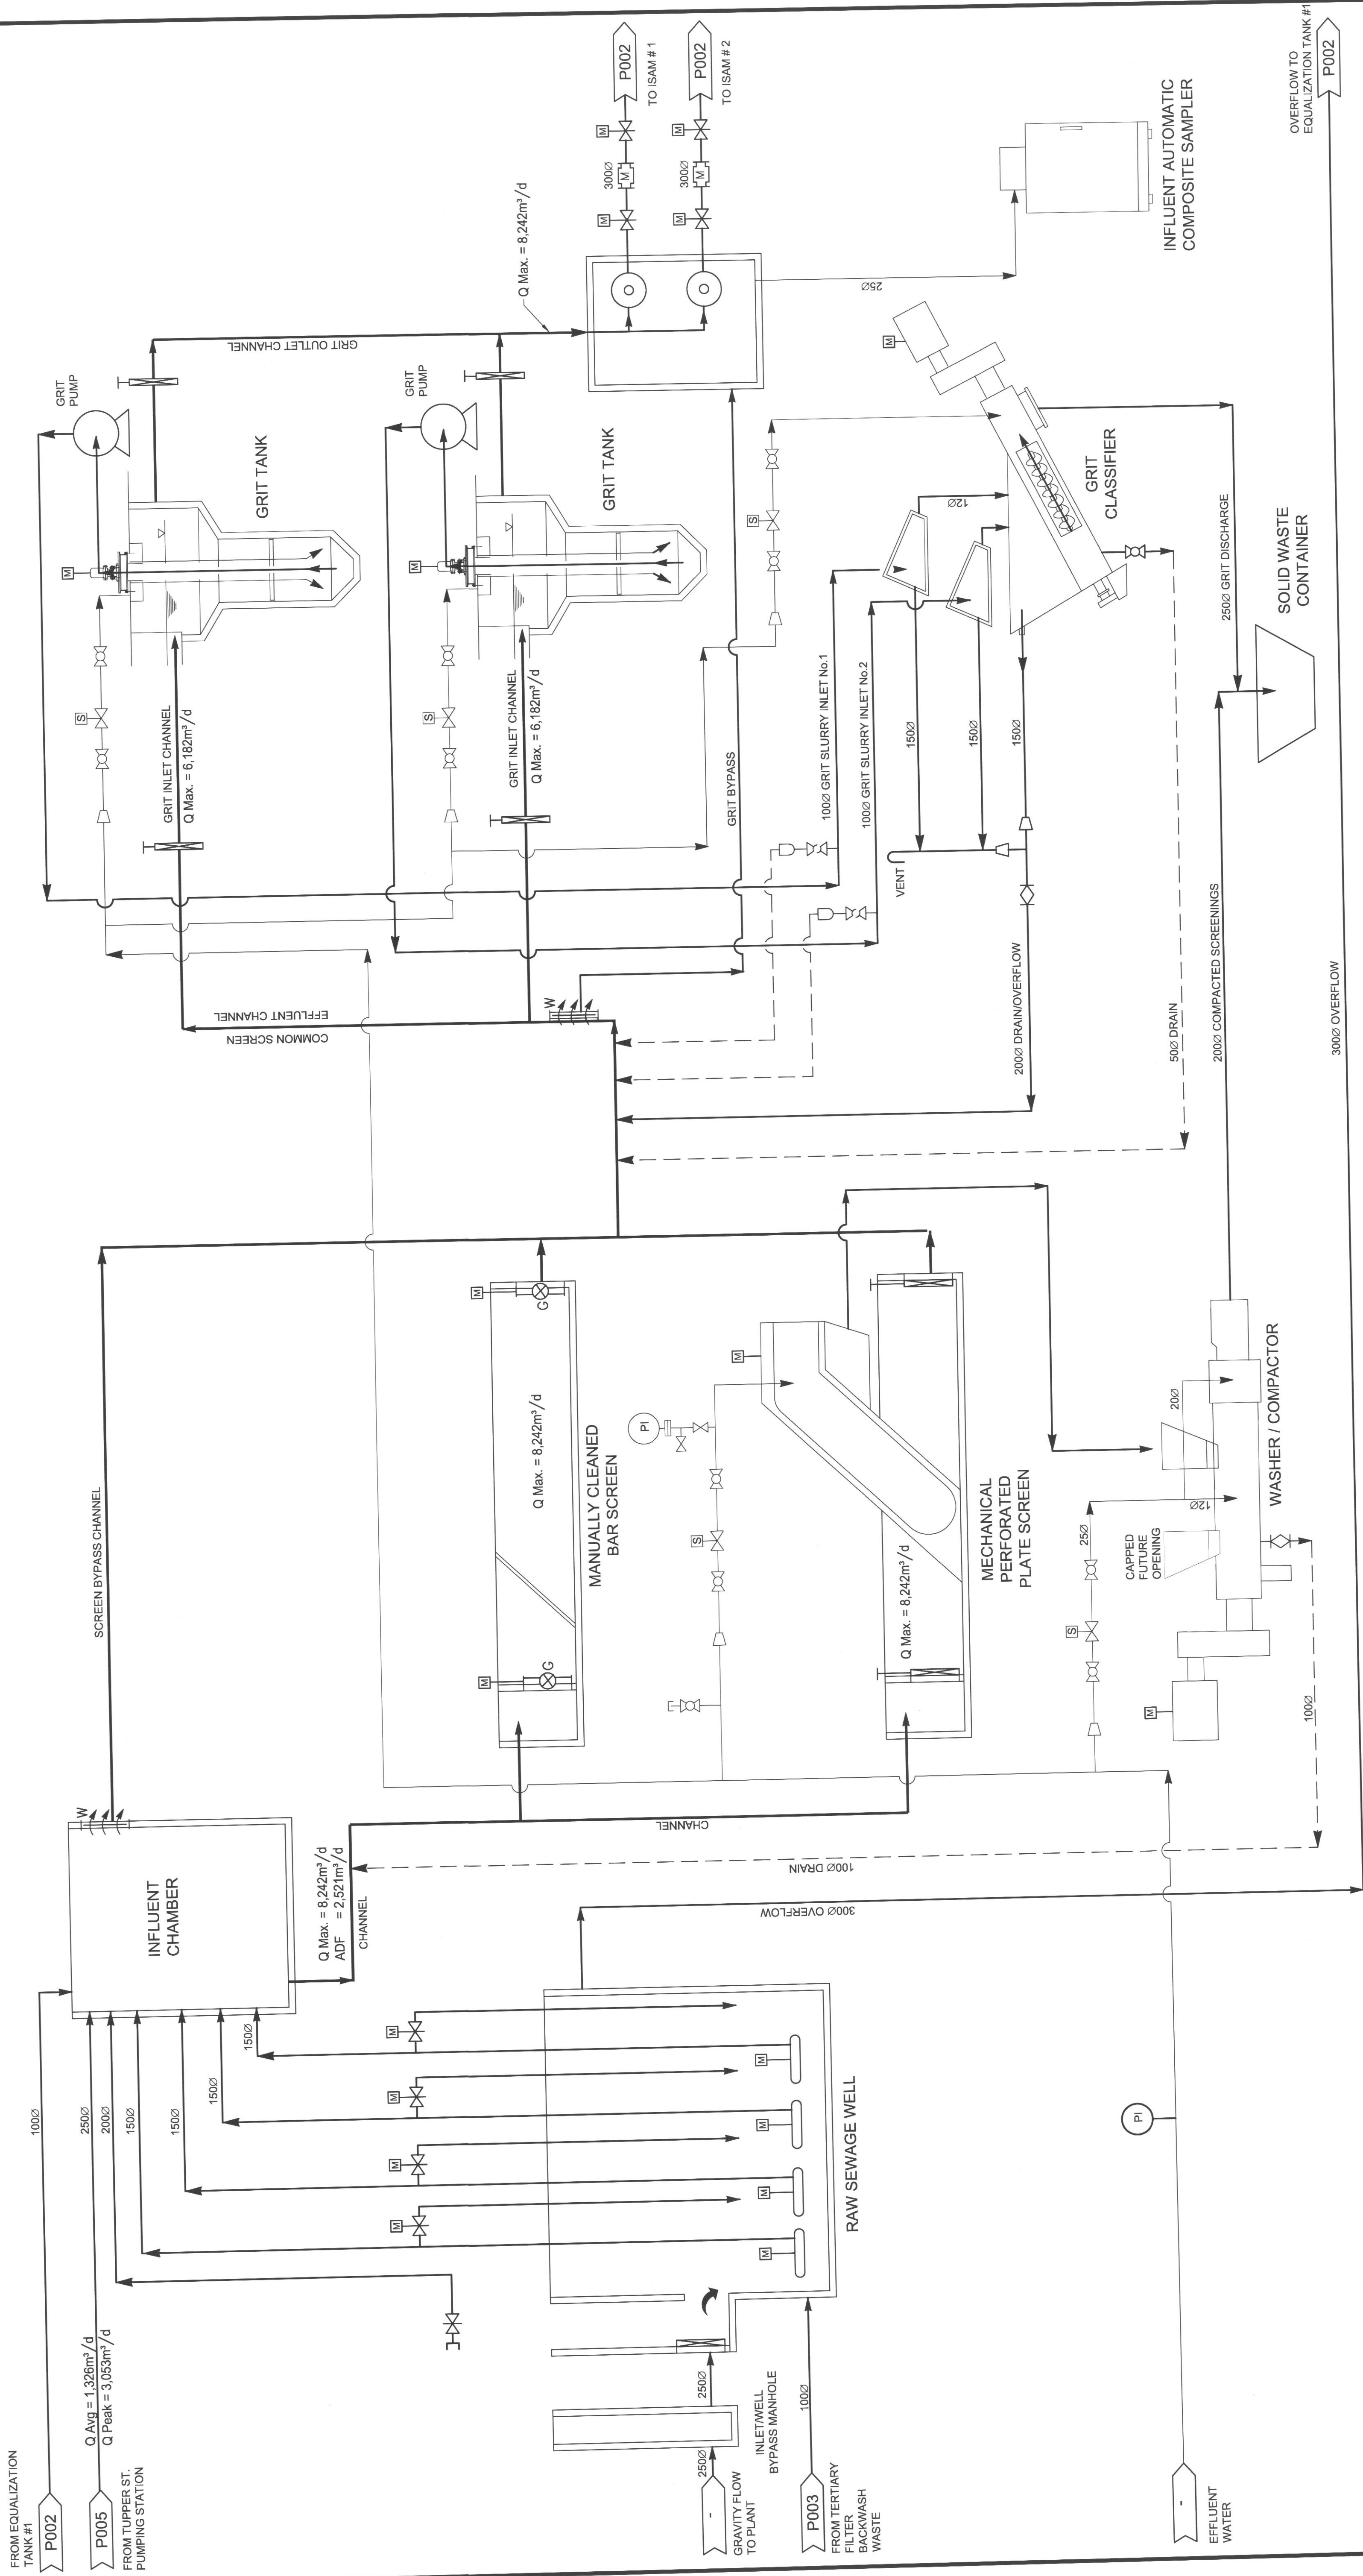 FROM EQUALIZATION
TANK #1
P002
100Ø
Q Avg = 1,326m³/d
Q Peak = 3,053m³/d
P005
FROM TUPPER ST.
PUMPING STATION
250Ø
200Ø
150Ø
150Ø
150Ø
150Ø
INFLUENT
CHAMBER
W
SCREEN BYPASS CHANNEL
Q Max. = 8,242m³/d
ADF = 2,521m³/d
CHANNEL
CHANNEL
100Ø DRAIN
300Ø OVERFLOW
M
M
M
M
M
M
M
M
RAW SEWAGE WELL
-
GRAVITY FLOW
TO PLANT
250Ø
250Ø
INLET/WELL
BYPASS MANHOLE
P003
FROM TERTIARY
FILTER
BACKWASH
WASTE
100Ø
-
EFFLUENT
WATER
PI
M
G
M
G
Q Max. = 8,242m³/d
MANUALLY CLEANED
BAR SCREEN
PI
S
M
Q Max. = 8,242m³/d
MECHANICAL
PERFORATED
PLATE SCREEN
S
25Ø
12Ø
20Ø
CAPPED
FUTURE
OPENING
M
WASHER / COMPACTOR
100Ø
COMMON SCREEN
EFFLUENT CHANNEL
W
GRIT INLET CHANNEL
Q Max. = 6,182m³/d
S
M
GRIT
PUMP
GRIT TANK
GRIT INLET CHANNEL
Q Max. = 6,182m³/d
S
M
GRIT
PUMP
GRIT TANK
GRIT OUTLET CHANNEL
Q Max. = 8,242m³/d
GRIT BYPASS
M
300Ø
M
M
P002
TO ISAM # 1
M
300Ø
M
M
P002
TO ISAM # 2
25Ø
INFLUENT AUTOMATIC
COMPOSITE SAMPLER
S
100Ø GRIT SLURRY INLET No.1
100Ø GRIT SLURRY INLET No.2
VENT
150Ø
150Ø
150Ø
12Ø
M
GRIT
CLASSIFIER
200Ø DRAIN/OVERFLOW
50Ø DRAIN
250Ø GRIT DISCHARGE
200Ø COMPACTED SCREENINGS
SOLID WASTE
CONTAINER
300Ø OVERFLOW
OVERFLOW TO
EQUALIZATION TANK #1
P002